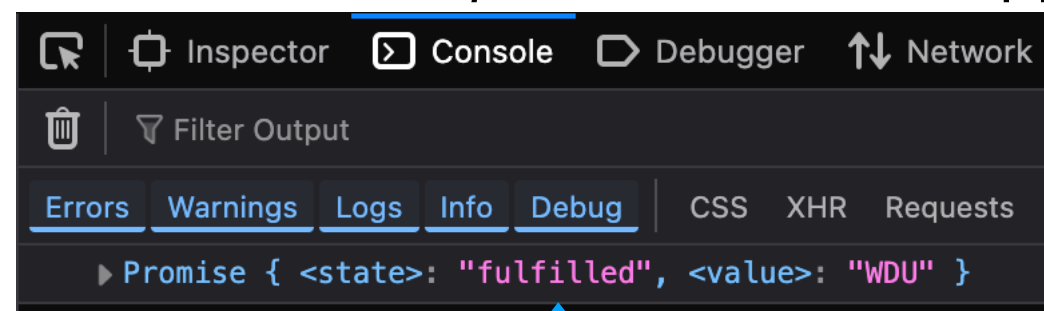 Inspector Console Debugger Network
Filter Output
Errors Warnings Logs Info Debug CSS XHR Requests
Promise { <state>: "fulfilled", <value>: "WDU" }